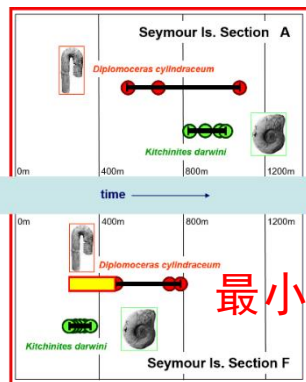 Seymour Is. Section A
Diplomoceras cylindraceum
Kitchinites darwini
0m 400m 800m 1200m
time
0m 400m 800m 1200m
Diplomoceras cylindraceum
最小
Kitchinites darwini
Seymour Is. Section F